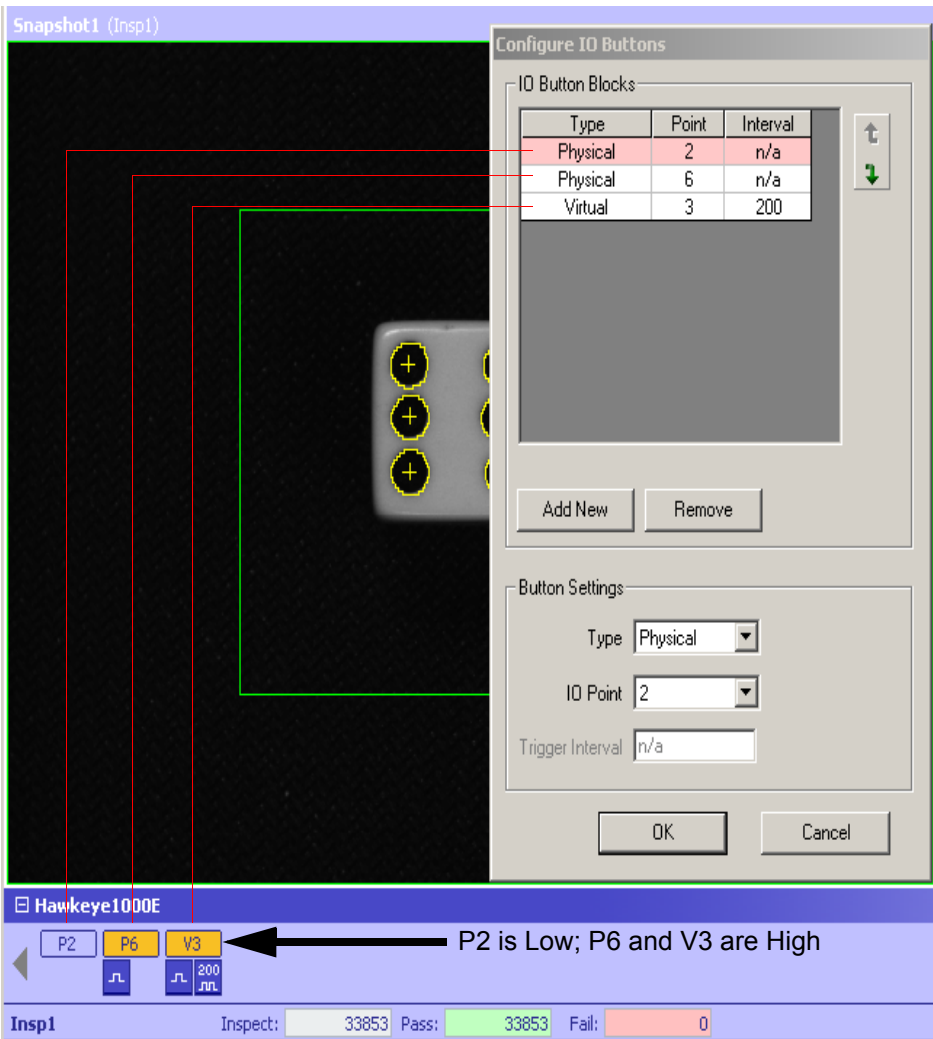 Snapshot1 (Insp1)
Configure IO Buttons
IO Button Blocks
Type Point Interval
Physical 2 n/a
Physical 6 n/a
Virtual 3 200
Add New Remove
Button Settings
Type Physical
IO Point 2
Trigger Interval n/a
OK Cancel
Hawkeye1000E
P2 P6 V3 P2 is Low; P6 and V3 are High
200
Insp1 Inspect: 33853 Pass: 33853 Fail: 0